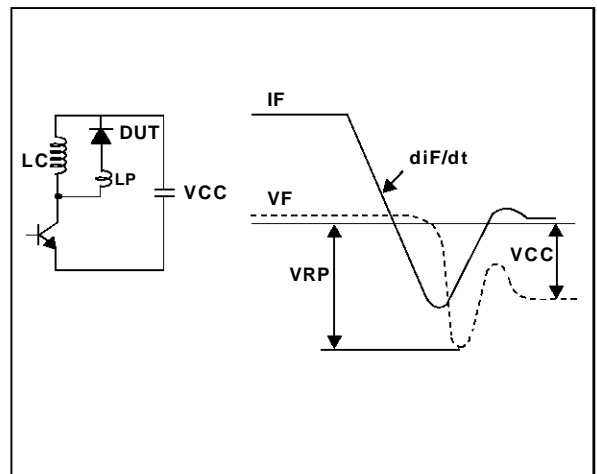 IF
DUT
diF/dt
LC
LP
VCC
VF
VCC
VRP